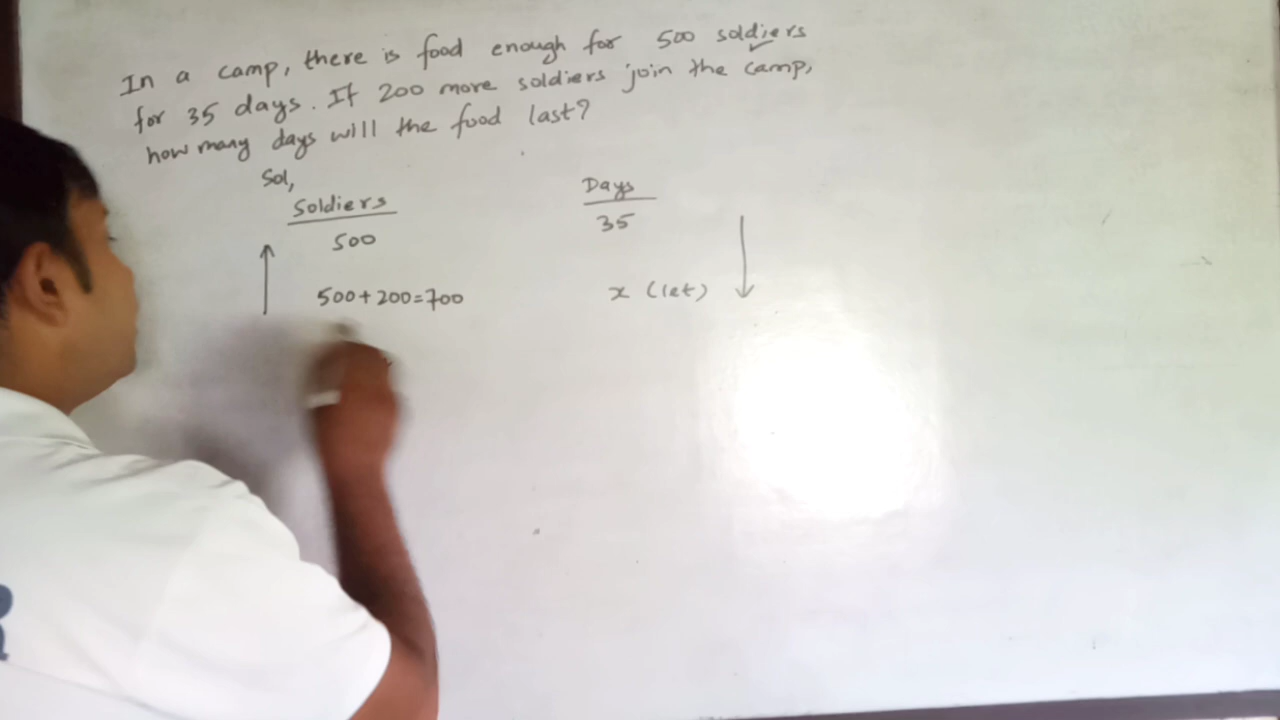 In a camp, there is food enough for 500 soldiers
for 35 days. If 200 more soldiers join the camp,
how many days will the food last?
Sol,
Soldiers Days
500 35
500+200=700 x (let)